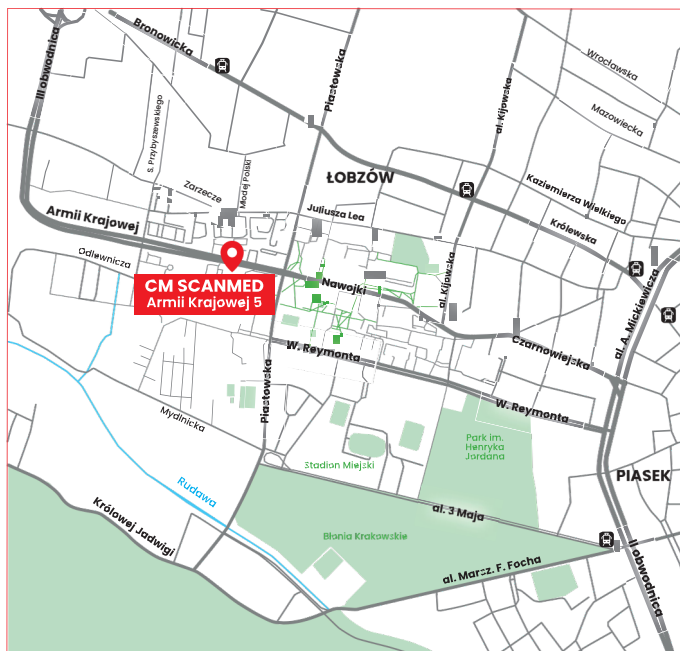 Bronowicka
III obwodnica
Piastowska
al. Kijowska
Wrocławska
Mazowiecka
S. Przybyszewskiego
Zarzecze
Młodej Polski
ŁOBZÓW
Kazimierza Wielkiego
Juliusza Lea
Królewska
Armii Krajowej
Odlewnicza
CM SCANMED
Armii Krajowej 5
Nawojki
al. Kijowska
al. A. Mickiewicza
Czarnowiejska
W. Reymonta
Piastowska
W. Reymonta
Mydlnicka
Park im.
Henryka
Jordana
Stadion Miejski
PIASEK
Rudawa
Królowej Jadwigi
al. 3 Maja
Błonia Krakowskie
al. Marsz. F. Focha
II obwodnica